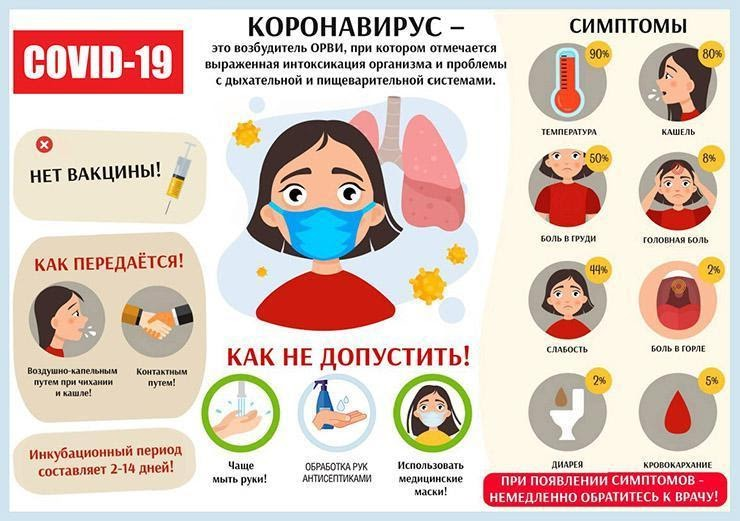 COVID-19
КОРОНАВИРУС –
это возбудитель ОРВИ, при котором отмечается
выраженная интоксикация организма и проблемы
с дыхательной и пищеварительной системами.
НЕТ ВАКЦИНЫ!
КАК ПЕРЕДАЁТСЯ!
Воздушно-капельным
путем при чихании
и кашле!
Контактным
путем!
Инкубационный период
составляет 2-14 дней!
КАК НЕ ДОПУСТИТЬ!
Чаще
мыть руки!
ОБРАБОТКА РУК
АНТИСЕПТИКАМИ
Использовать
медицинские
маски!
СИМПТОМЫ
90%
ТЕМПЕРАТУРА
80%
КАШЕЛЬ
50%
БОЛЬ В ГРУДИ
8%
ГОЛОВНАЯ БОЛЬ
44%
СЛАБОСТЬ
2%
БОЛЬ В ГОРЛЕ
2%
ДИАРЕЯ
5%
КРОВОКАРХАНИЕ
ПРИ ПОЯВЛЕНИИ СИМПТОМОВ -
НЕМЕДЛЕННО ОБРАТИТЕСЬ К ВРАЧУ!